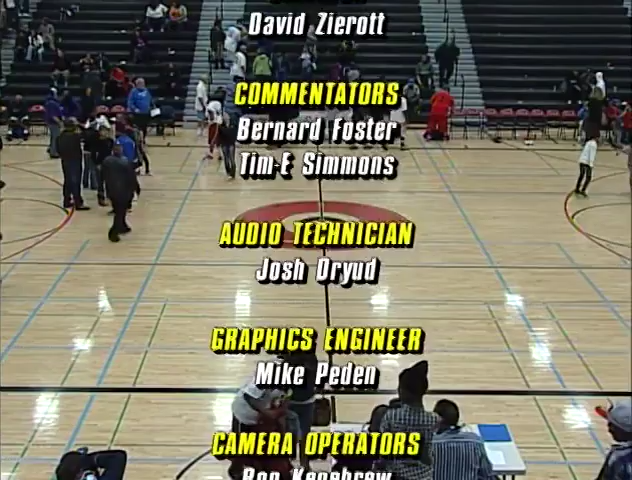 David Zierott
COMMENTATORS
Bernard Foster
Tim-E Simmons
AUDIO TECHNICIAN
Josh Dryud
GRAPHICS ENGINEER
Mike Peden
CAMERA OPERATORS